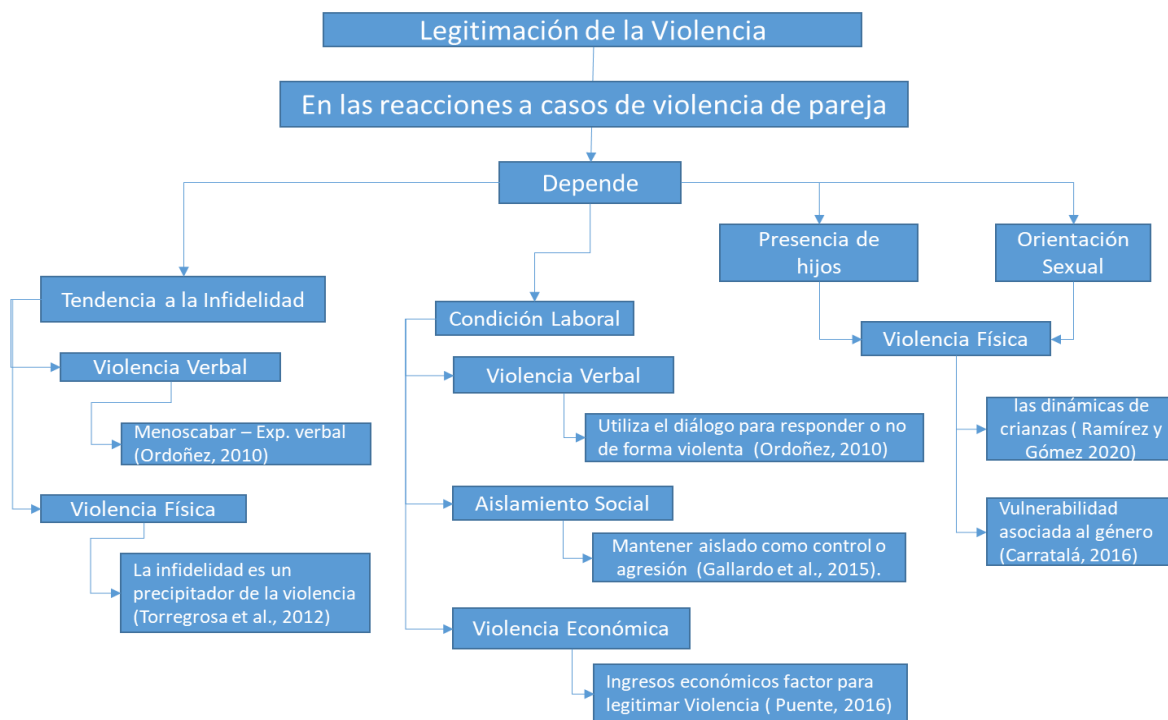 Legitimación de la Violencia
En las reacciones a casos de violencia de pareja
Depende
Tendencia a la Infidelidad
Violencia Verbal
Menoscabar – Exp. verbal
(Ordoñez, 2010)
Violencia Física
La infidelidad es un
precipitador de la violencia
(Torregrosa et al., 2012)
Condición Laboral
Violencia Verbal
Utiliza el diálogo para responder o no
de forma violenta (Ordoñez, 2010)
Aislamiento Social
Mantener aislado como control o
agresión (Gallardo et al., 2015).
Violencia Económica
Ingresos económicos factor para
legitimar Violencia ( Puente, 2016)
Presencia de
hijos
Orientación
Sexual
Violencia Física
las dinámicas de
crianzas ( Ramírez y
Gómez 2020)
Vulnerabilidad
asociada al género
(Carratalá, 2016)